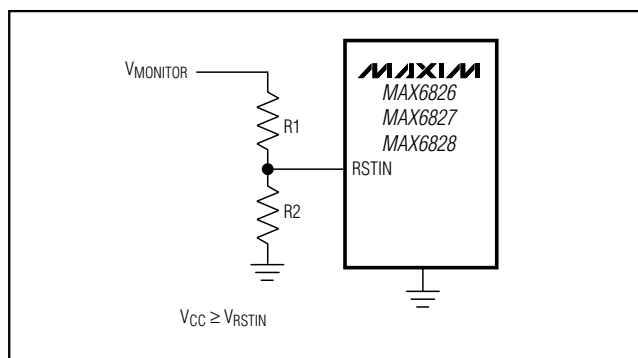 VMONITOR
R1
R2
MAXIM
MAX6826
MAX6827
MAX6828
RSTIN
VCC ≥ VRSTIN